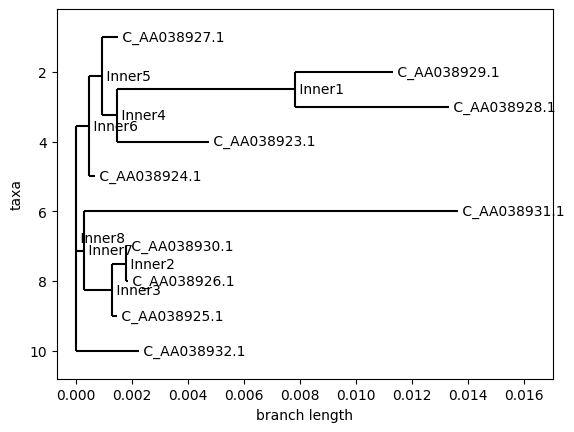 C_AA038927.1
2
C_AA038929.1
Inner5
Inner1
C_AA038928.1
Inner4
Inner6
4
C_AA038923.1
C_AA038924.1
taxa
6
C_AA038931.1
Inner8
C_AA038930.1
Inner7
Inner2
8
C_AA038926.1
Inner3
C_AA038925.1
10
C_AA038932.1
0.000 0.002 0.004 0.006 0.008 0.010 0.012 0.014 0.016
branch length